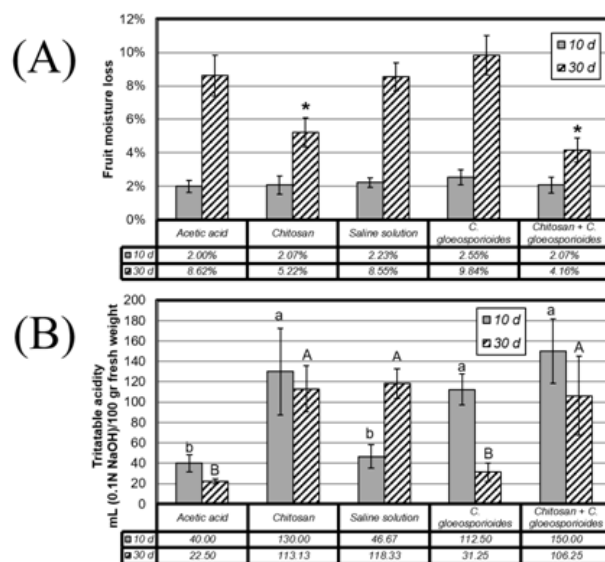 (A)
Fruit moisture loss
12%
10%
8%
6%
4%
2%
0%
10 d
30 d
*
*
Acetic acid Chitosan Saline solution C. gloeosporioides Chitosan + C. gloeosporioides
10 d 2.00% 2.07% 2.23% 2.55% 2.07%
30 d 8.62% 5.22% 8.55% 9.84% 4.16%
(B)
Tritatable acidity
mL (0.1N NaOH)/100 gr fresh weight
200
180
160
140
120
100
80
60
40
20
0
10 d
30 d
b B a A b A a B a A
Acetic acid Chitosan Saline solution C. gloeosporioides Chitosan + C. gloeosporioides
10 d 40.00 130.00 46.67 112.50 150.00
30 d 22.50 113.13 118.33 31.25 106.25